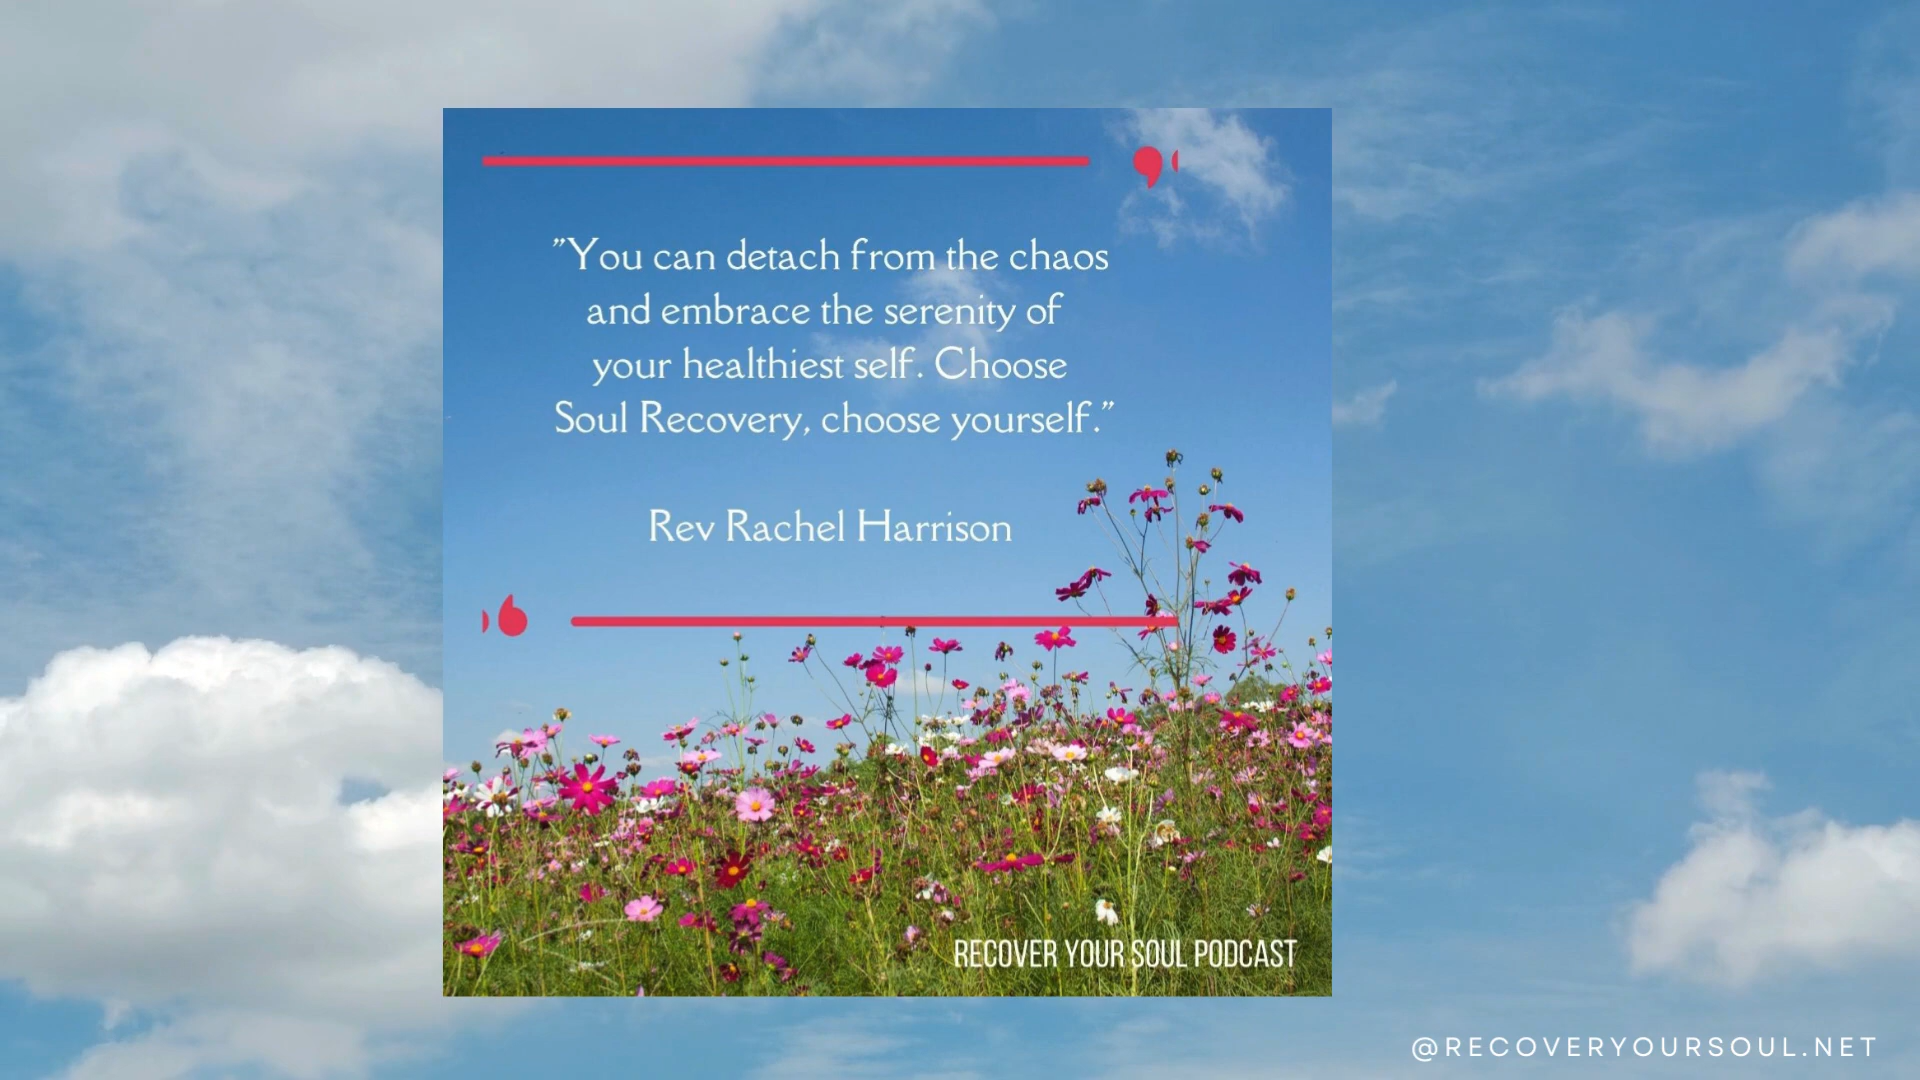 "You can detach from the chaos
and embrace the serenity of
your healthiest self. Choose
Soul Recovery, choose yourself."
Rev Rachel Harrison
RECOVER YOUR SOUL PODCAST
@RECOVERYOURSOUL.NET